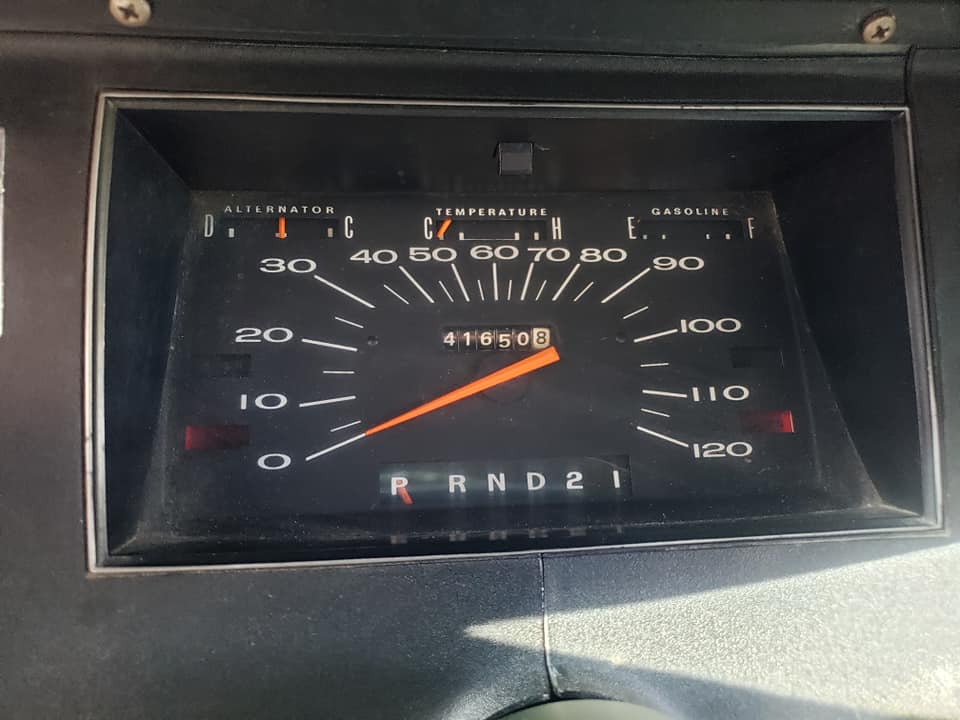 ALTERNATOR TEMPERATURE GASOLINE
D C C H E F
30 40 50 60 70 80 90
20 416508 100
10 110
0 120
P R N D 2 1